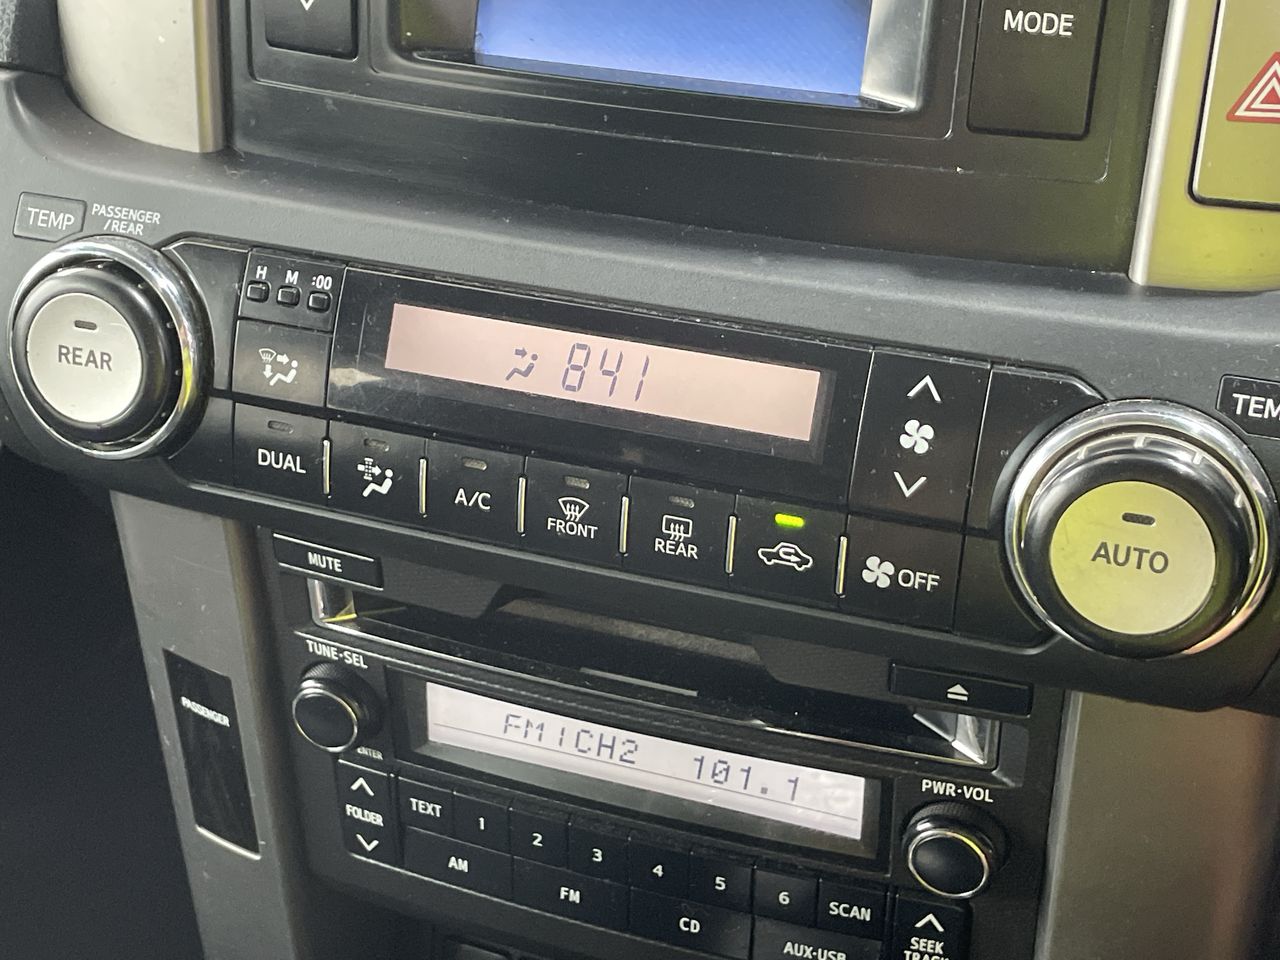 MODE
TEMP
PASSENGER
/REAR
H M :00
REAR
841
DUAL
A/C
FRONT
REAR
OFF
AUTO
MUTE
TUNE·SEL
PASSENGER
FM1CH2 101.1
ENTER
PWR·VOL
FOLDER
TEXT
1
2
3
4
5
6
SCAN
AM
FM
CD
AUX·USB
SEEK
TRACK